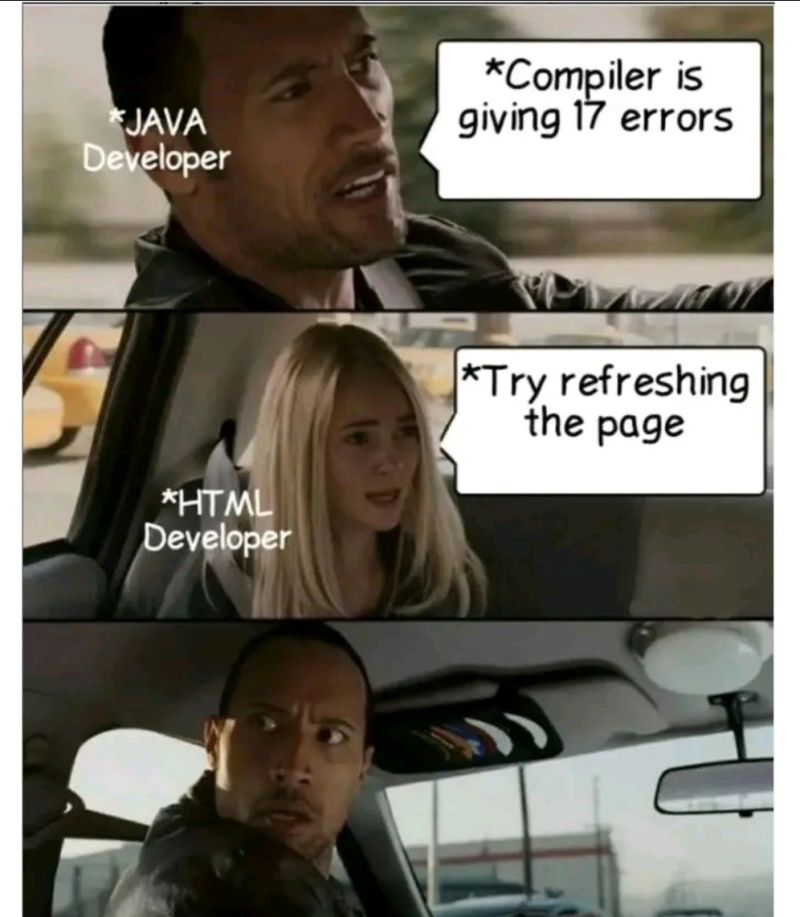 *Compiler is
giving 17 errors
*JAVA
Developer
*Try refreshing
the page
*HTML
Developer